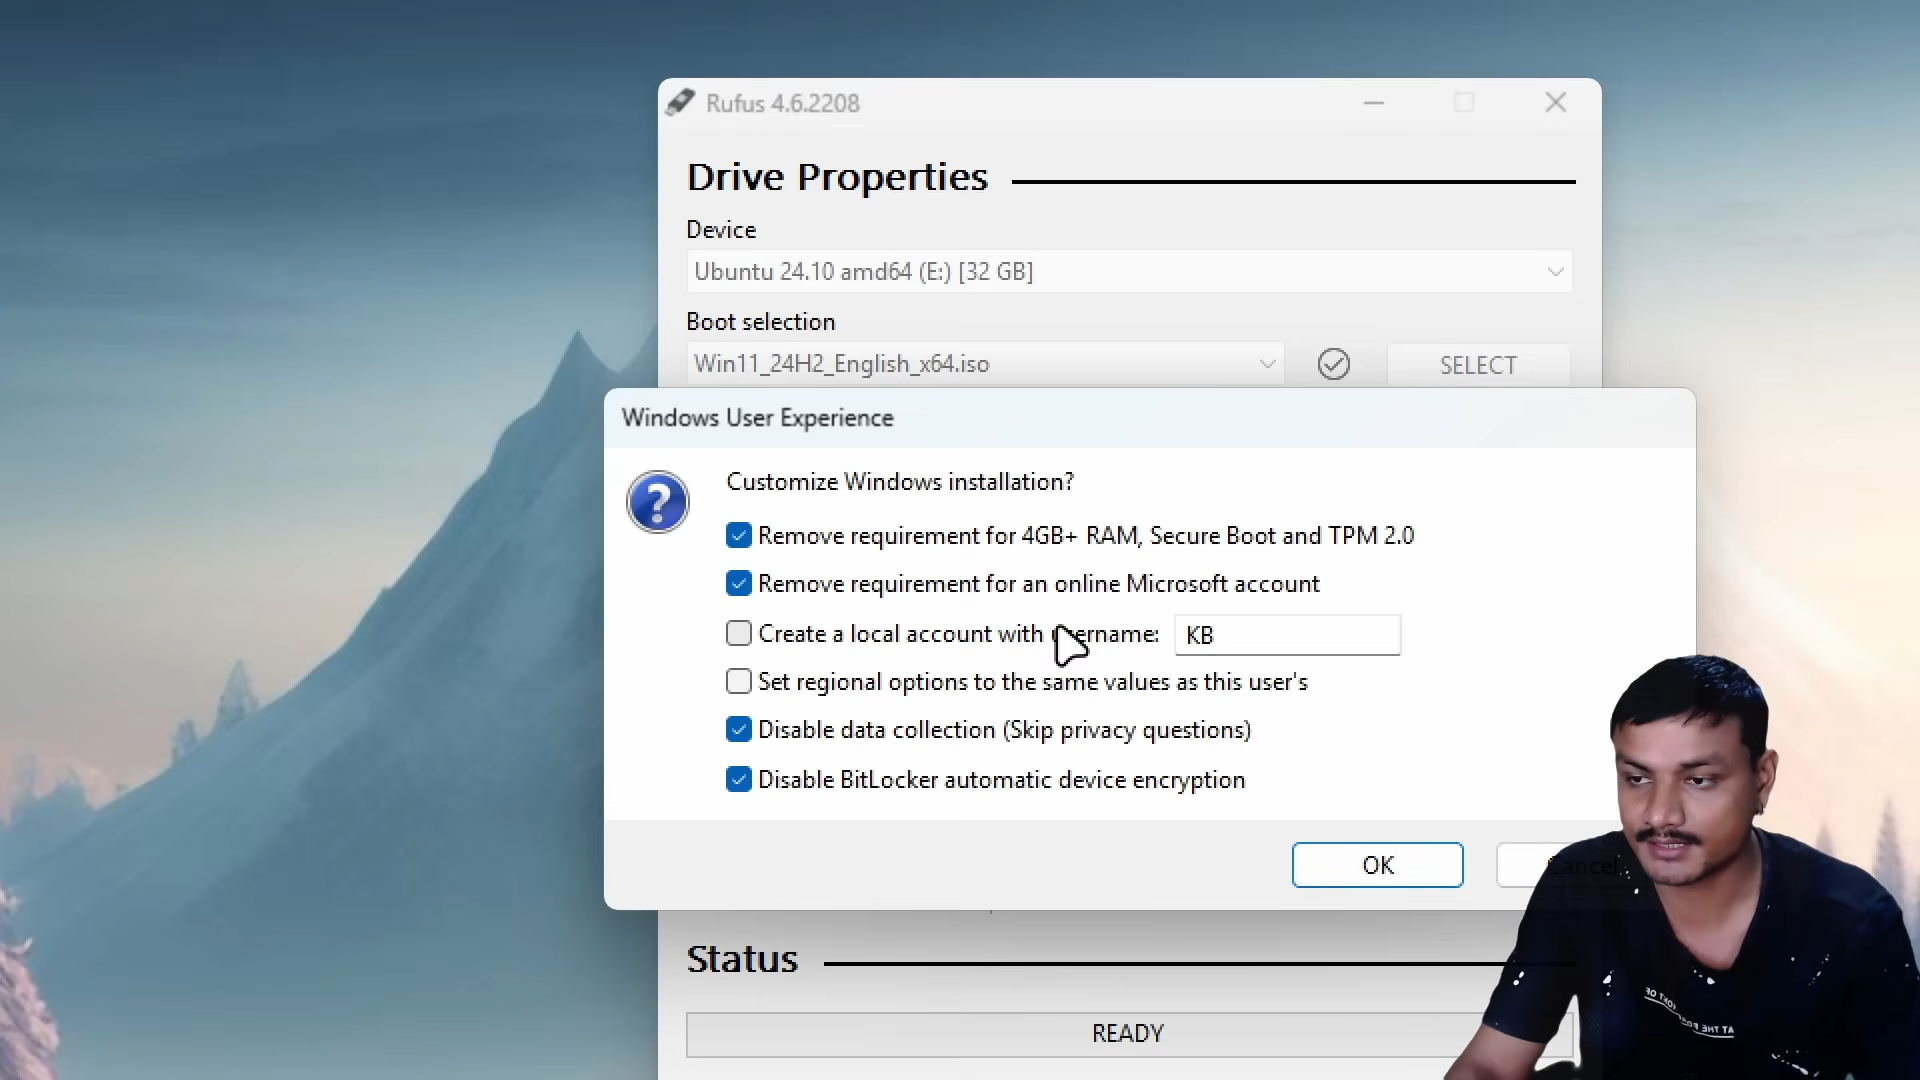 Rufus 4.6.2208
Drive Properties
Device
Ubuntu 24.10 amd64 (E:) [32 GB]
Boot selection
Win11_24H2_English_x64.iso
SELECT
Windows User Experience
Customize Windows installation?
Remove requirement for 4GB+ RAM, Secure Boot and TPM 2.0
Remove requirement for an online Microsoft account
Create a local account with username: KB
Set regional options to the same values as this user's
Disable data collection (Skip privacy questions)
Disable BitLocker automatic device encryption
OK
Cancel
Status
READY